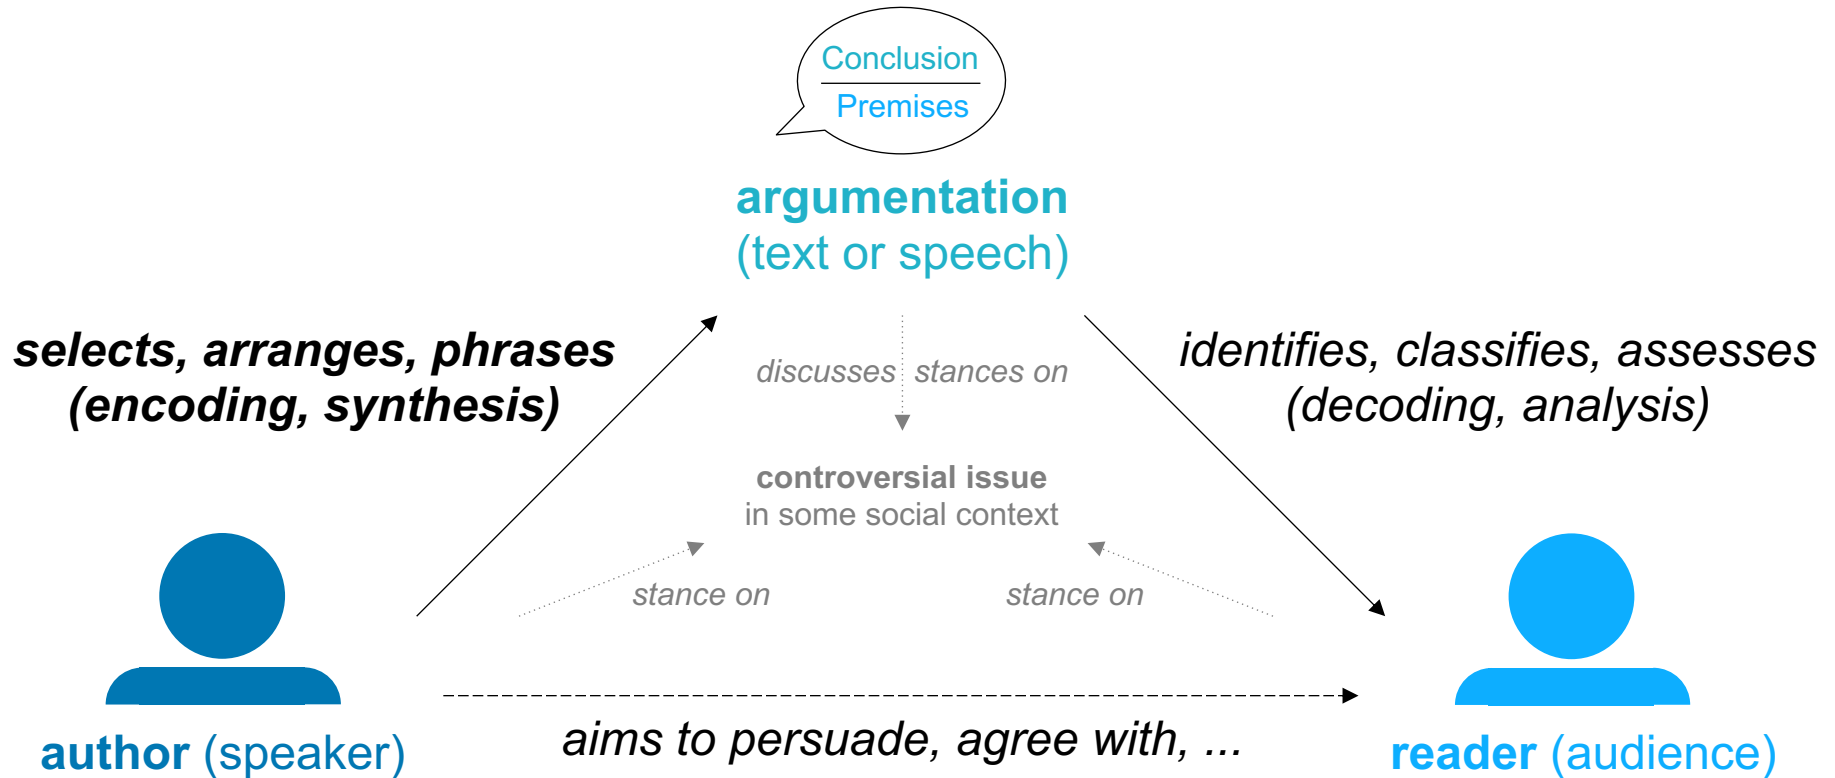 Conclusion
Premises
argumentation
(text or speech)
selects, arranges, phrases
(encoding, synthesis)
discusses stances on
identifies, classifies, assesses
(decoding, analysis)
controversial issue
in some social context
stance on
stance on
aims to persuade, agree with, ...
author (speaker)
reader (audience)